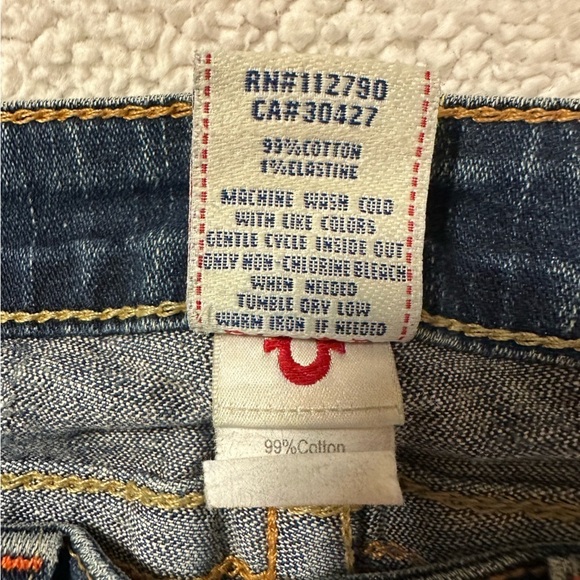 RN#112790
CA#30427
99%COTTON
1%ELASTINE
MACHINE WASH COLD
WITH LIKE COLORS
GENTLE CYCLE INSIDE OUT
ONLY NON-CHLORINE BLEACH
WHEN NEEDED
TUMBLE DRY LOW
WARM IRON IF NEEDED
99%Cotton